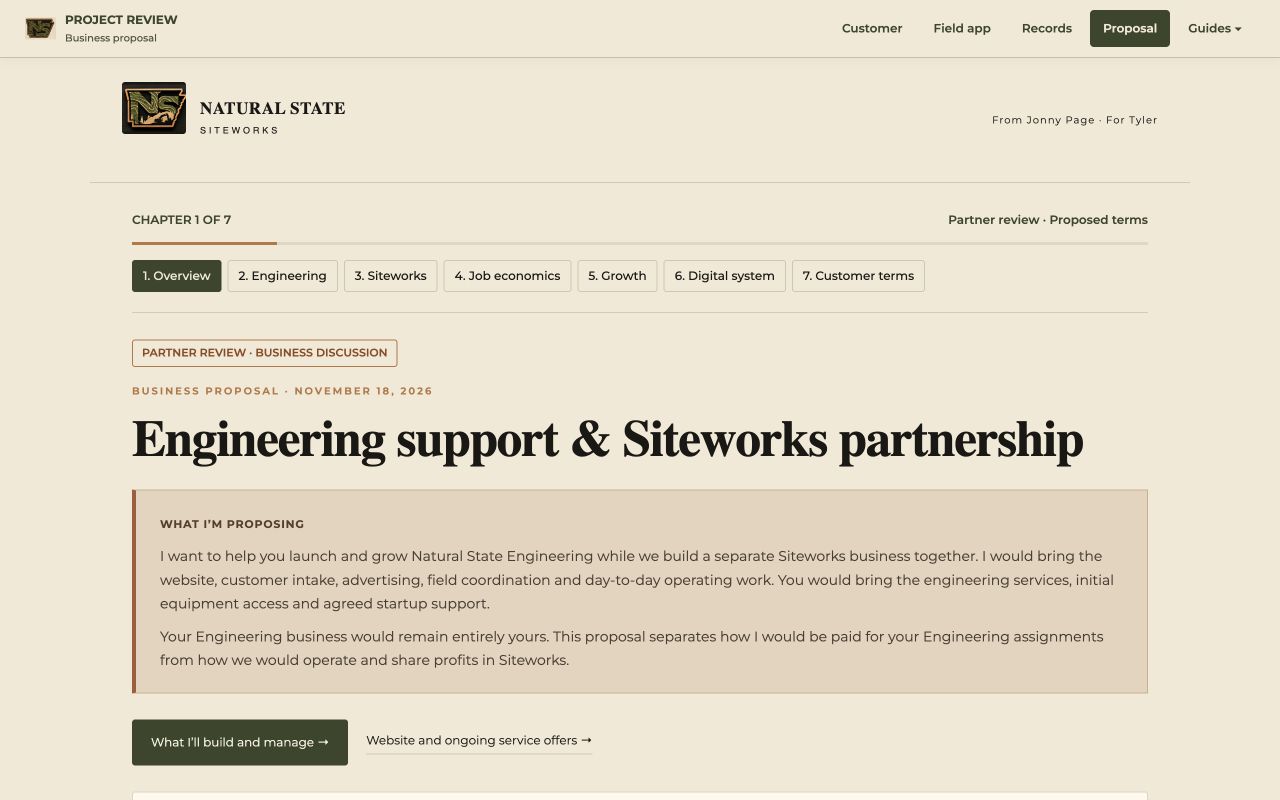 PROJECT REVIEW
Business proposal
Customer
Field app
Records
Proposal
Guides
NS
NATURAL STATE
SITEWORKS
From Jonny Page · For Tyler
CHAPTER 1 OF 7
Partner review · Proposed terms
1. Overview
2. Engineering
3. Siteworks
4. Job economics
5. Growth
6. Digital system
7. Customer terms
PARTNER REVIEW · BUSINESS DISCUSSION
BUSINESS PROPOSAL · NOVEMBER 18, 2026
Engineering support & Siteworks partnership
WHAT I’M PROPOSING
I want to help you launch and grow Natural State Engineering while we build a separate Siteworks business together. I would bring the
website, customer intake, advertising, field coordination and day-to-day operating work. You would bring the engineering services, initial
equipment access and agreed startup support.
Your Engineering business would remain entirely yours. This proposal separates how I would be paid for your Engineering assignments
from how we would operate and share profits in Siteworks.
What I’ll build and manage →
Website and ongoing service offers →